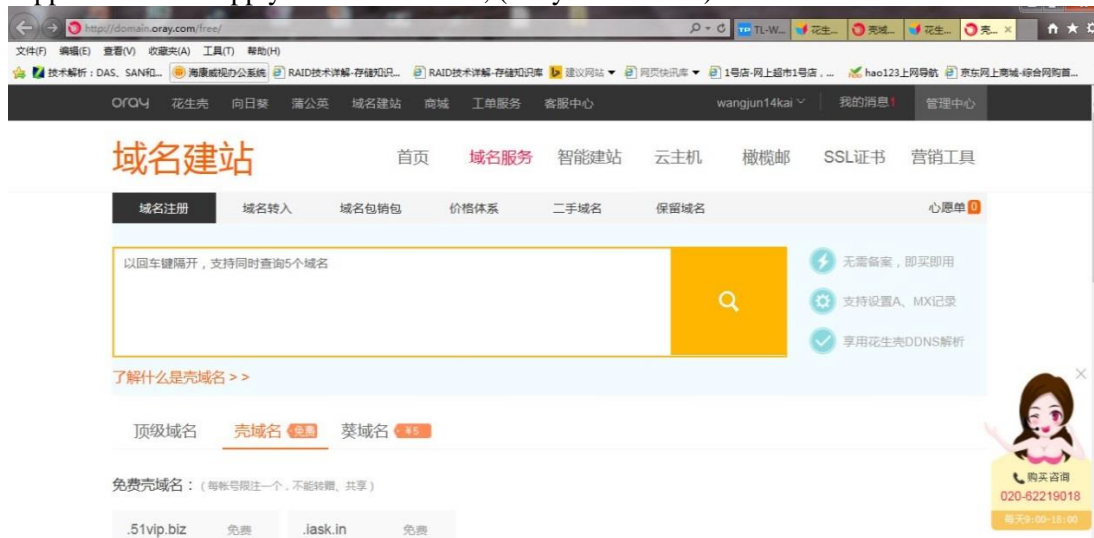 http://domain.oray.com/free/
TL-W...
花生...
壳域...
花生...
壳...
文件(F) 编辑(E) 查看(V) 收藏夹(A) 工具(T) 帮助(H)
技术解析：DAS、SAN和... 海康威视办公系统 RAID技术详解-存储知识... RAID技术详解-存储知识库 建议网站 网页快讯库 1号店-网上超市1号店，... hao123上网导航 京东网上商城-综合网购首...
oray 花生壳 向日葵 蒲公英 域名建站 商城 工单服务 客服中心 wangjun14kai 我的消息1 管理中心
域名建站 首页 域名服务 智能建站 云主机 橄榄邮 SSL证书 营销工具
域名注册 域名转入 域名包销包 价格体系 二手域名 保留域名 心愿单 0
以回车键隔开，支持同时查询5个域名
无需备案，即买即用
支持设置A、MX记录
享用花生壳DDNS解析
了解什么是壳域名>>
顶级域名 壳域名 免费 葵域名 ¥5
免费壳域名：（每帐号限注一个，不能转赠、共享）
购买咨询
020-62219018
每天9:00-18:00
.51vip.biz 免费 .iask.in 免费